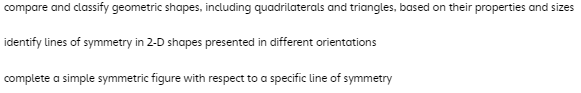 compare and classify geometric shapes, including quadrilaterals and triangles, based on their properties and sizes
identify lines of symmetry in 2-D shapes presented in different orientations
complete a simple symmetric figure with respect to a specific line of symmetry